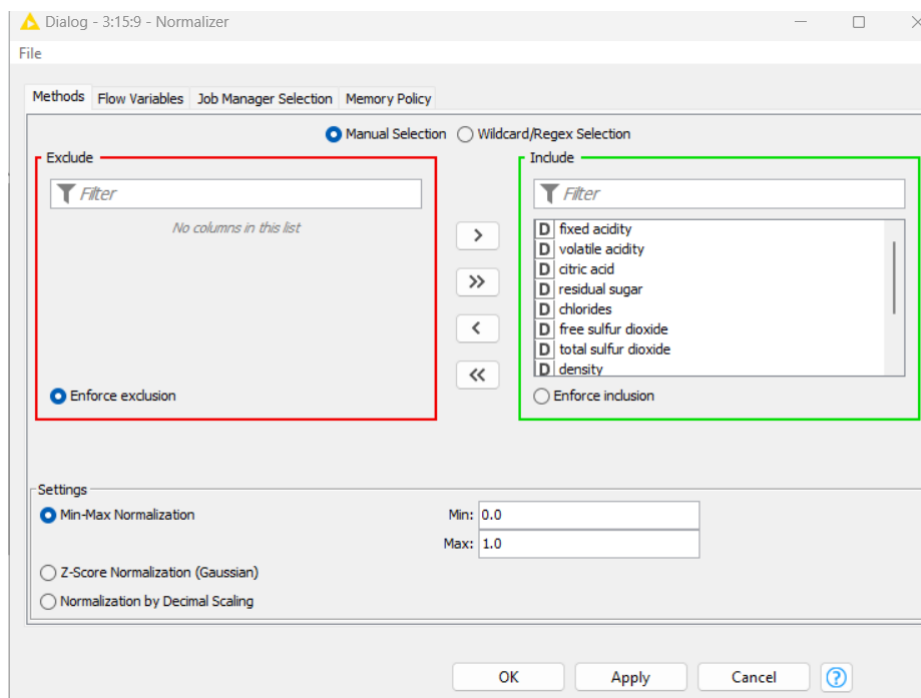 Dialog - 3:15:9 - Normalizer
File
Methods Flow Variables Job Manager Selection Memory Policy
Manual Selection Wildcard/Regex Selection
Exclude Include
Filter Filter
No columns in this list
D fixed acidity
D volatile acidity
D citric acid
D residual sugar
D chlorides
D free sulfur dioxide
D total sulfur dioxide
D density
> 
>>
<
<<
Enforce exclusion Enforce inclusion
Settings
Min-Max Normalization Min: 0.0
Max: 1.0
Z-Score Normalization (Gaussian)
Normalization by Decimal Scaling
OK Apply Cancel ?